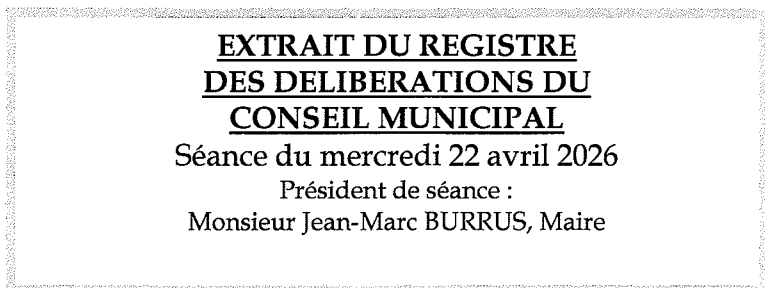 EXTRAIT DU REGISTRE
DES DELIBERATIONS DU
CONSEIL MUNICIPAL
Séance du mercredi 22 avril 2026
Président de séance :
Monsieur Jean-Marc BURRUS, Maire